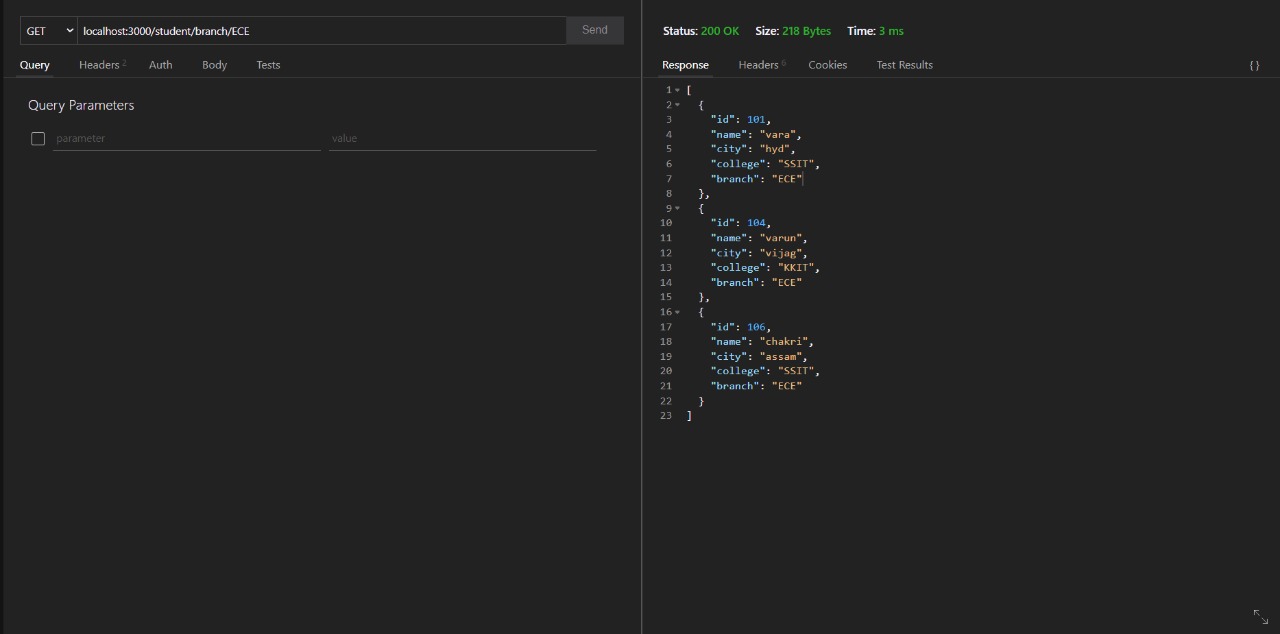 GET localhost:3000/student/branch/ECE Send
Query Headers 2 Auth Body Tests
Query Parameters
parameter value
Status: 200 OK Size: 218 Bytes Time: 3 ms
Response Headers 6 Cookies Test Results {}
1 [
2 {
3 "id": 101,
4 "name": "vara",
5 "city": "hyd",
6 "college": "SSIT",
7 "branch": "ECE"
8 },
9 {
10 "id": 104,
11 "name": "varun",
12 "city": "vijag",
13 "college": "KKIT",
14 "branch": "ECE"
15 },
16 {
17 "id": 106,
18 "name": "chakri",
19 "city": "assam",
20 "college": "SSIT",
21 "branch": "ECE"
22 }
23 ]